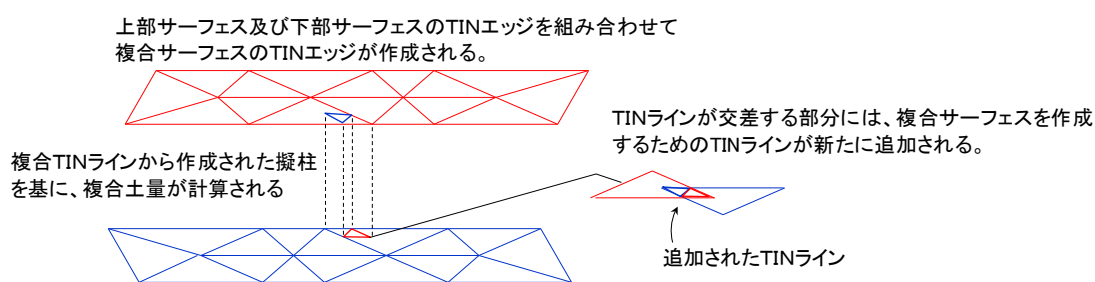 上部サーフェス及び下部サーフェスのTINエッジを組み合わせて
複合サーフェスのTINエッジが作成される。
TINラインが交差する部分には、複合サーフェスを作成
するためのTINラインが新たに追加される。
複合TINラインから作成された擬柱
を基に、複合土量が計算される
追加されたTINライン